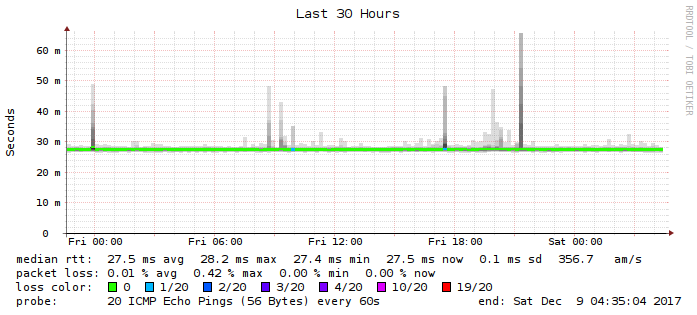 Last 30 Hours
RRDTOOL / TOBI OETIKER
Seconds
60 m
50 m
40 m
30 m
20 m
10 m
0
Fri 00:00 Fri 06:00 Fri 12:00 Fri 18:00 Sat 00:00
median rtt: 27.5 ms avg 28.2 ms max 27.4 ms min 27.5 ms now 0.1 ms sd 356.7 am/s
packet loss: 0.01 % avg 0.42 % max 0.00 % min 0.00 % now
loss color: 0 1/20 2/20 3/20 4/20 10/20 19/20
probe: 20 ICMP Echo Pings (56 Bytes) every 60s end: Sat Dec 9 04:35:04 2017